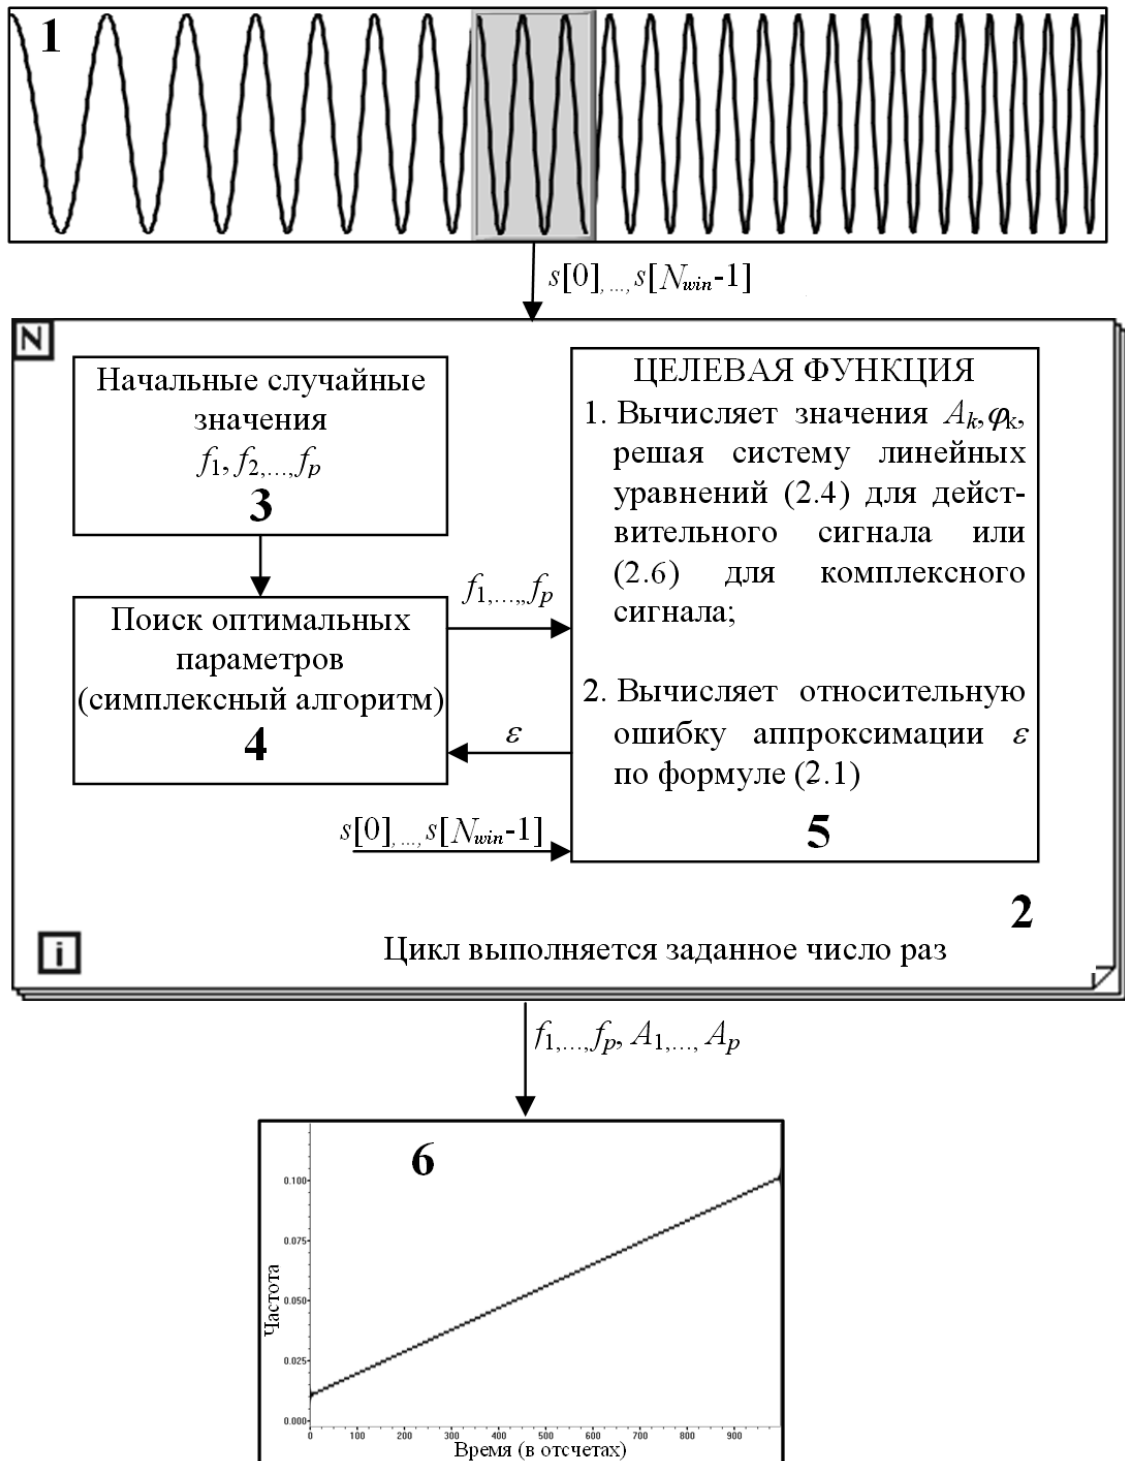 1
s[0],...,s[Nwin-1]
N
Начальные случайные
значения
f1, f2,...,fp
3
Поиск оптимальных
параметров
(симплексный алгоритм)
4
f1,...,,fp
ε
s[0],...,s[Nwin-1]
ЦЕЛЕВАЯ ФУНКЦИЯ
1. Вычисляет значения Ak,φk,
решая систему линейных
уравнений (2.4) для дейст-
вительного сигнала или
(2.6) для комплексного
сигнала;
2. Вычисляет относительную
ошибку аппроксимации ε
по формуле (2.1)
5
2
i
Цикл выполняется заданное число раз
f1,...,fp, A1,..., Ap
6
Частота
0.100
0.075
0.050
0.025
0.000
0 100 200 300 400 500 600 700 800 900
Время (в отсчетах)